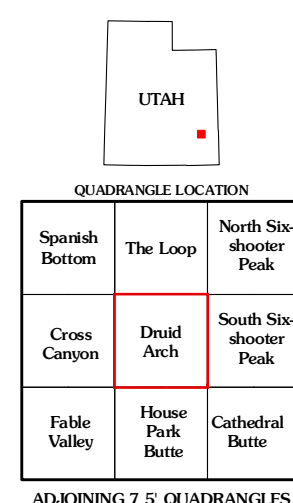 UTAH
QUADRANGLE LOCATION
Spanish
Bottom
The Loop
North Six-
shooter
Peak
Cross
Canyon
Druid
Arch
South Six-
shooter
Peak
Fable
Valley
House
Park
Butte
Cathedral
Butte
ADJOINING 7.5' QUADRANGLES